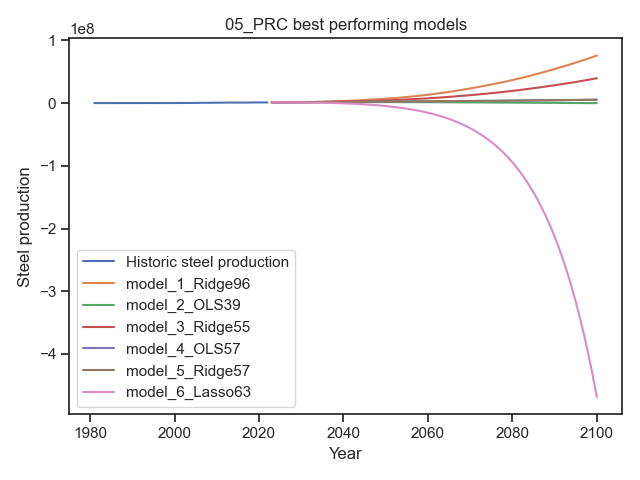 05_PRC best performing models
1e8
1
0
−1
−2
−3
−4
Steel production
Historic steel production
model_1_Ridge96
model_2_OLS39
model_3_Ridge55
model_4_OLS57
model_5_Ridge57
model_6_Lasso63
1980 2000 2020 2040 2060 2080 2100
Year